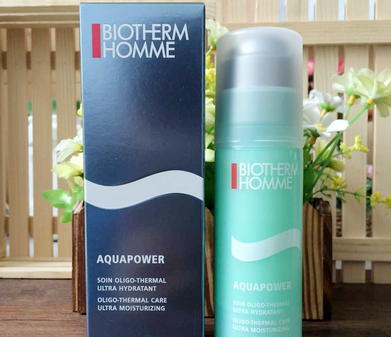 BIOTHERM
HOMME
AQUAPOWER
SOIN OLIGO-THERMAL
ULTRA HYDRATANT
OLIGO-THERMAL CARE
ULTRA MOISTURIZING
BIOTHERM
HOMME
AQUAPOWER
SOIN OLIGO-THERMAL
ULTRA HYDRATANT
OLIGO-THERMAL CARE
ULTRA MOISTURIZING